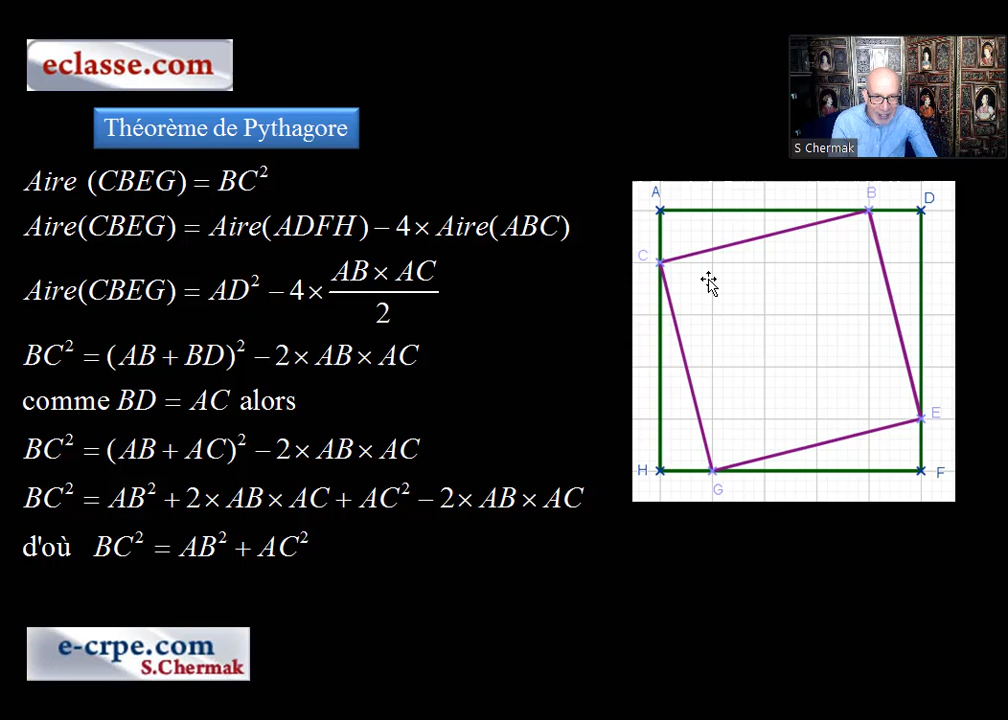 eclasse.com
Théorème de Pythagore
S Chermak
Aire (CBEG) = BC²
Aire(CBEG) = Aire(ADFH) − 4 × Aire(ABC)
Aire(CBEG) = AD² − 4 × (AB × AC)/2
BC² = (AB + BD)² − 2 × AB × AC
comme BD = AC alors
BC² = (AB + AC)² − 2 × AB × AC
BC² = AB² + 2 × AB × AC + AC² − 2 × AB × AC
d'où BC² = AB² + AC²
A B D
C
E
H F
G
e-crpe.com
S.Chermak